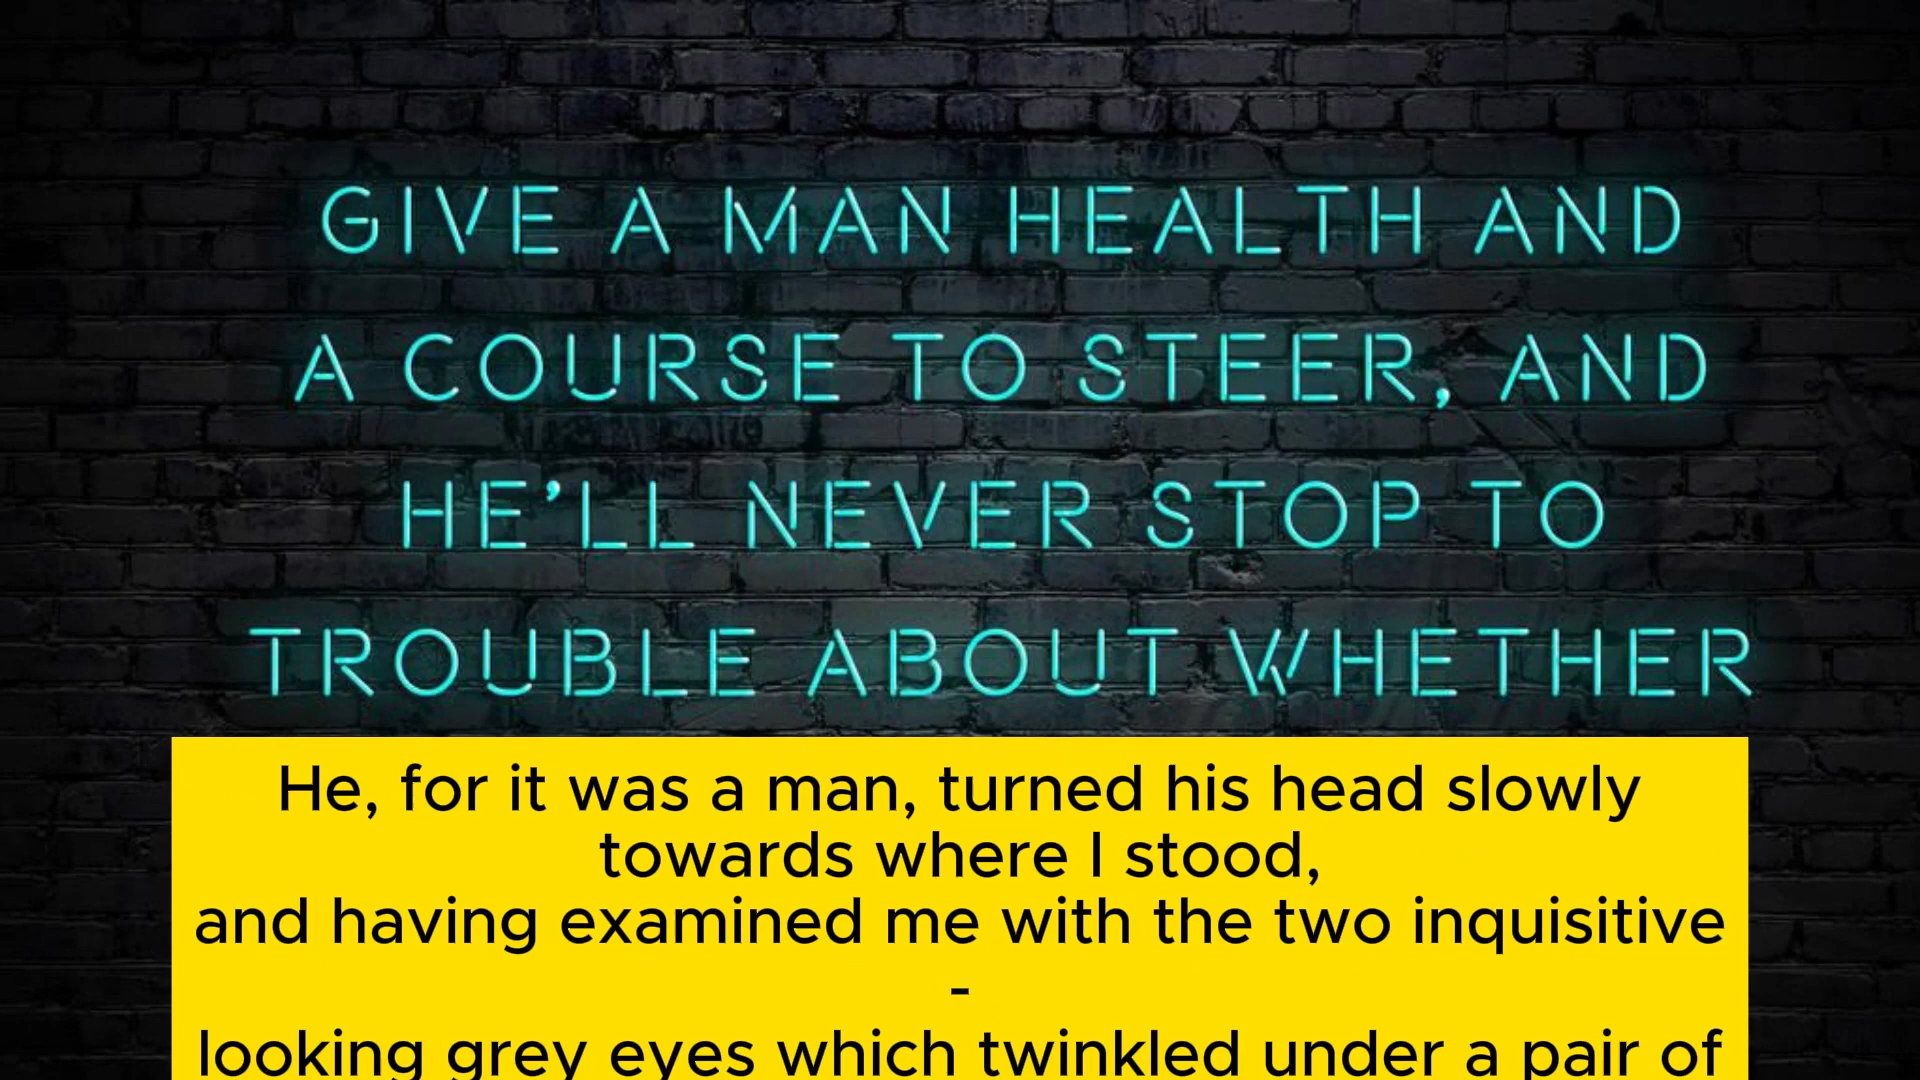 GIVE A MAN HEALTH AND
A COURSE TO STEER, AND
HE’LL NEVER STOP TO
TROUBLE ABOUT WHETHER
He, for it was a man, turned his head slowly
towards where I stood,
and having examined me with the two inquisitive
-
looking grey eyes which twinkled under a pair of